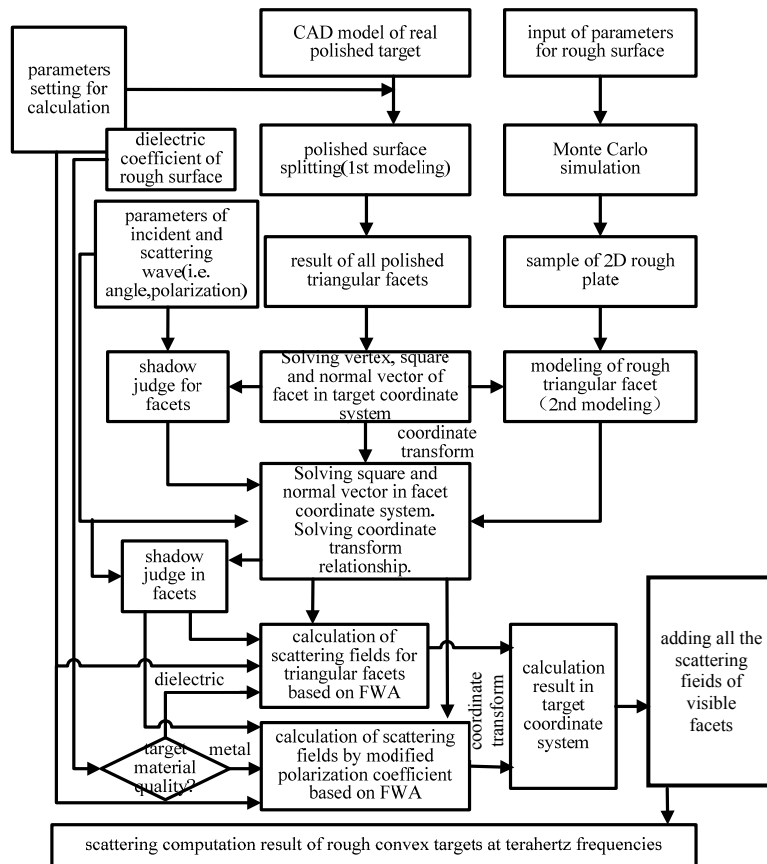 CAD model of real
polished target
input of parameters
for rough surface
parameters
setting for
calculation
dielectric
coefficient of
rough surface
polished surface
splitting(1st modeling)
Monte Carlo
simulation
parameters of
incident and
scattering
wave(i.e.
angle,polarization)
result of all polished
triangular facets
sample of 2D rough
plate
shadow
judge for
facets
Solving vertex, square
and normal vector of
facet in target coordinate
system
modeling of rough
triangular facet
(2nd modeling)
coordinate
transform
Solving square and
normal vector in facet
coordinate system.
Solving coordinate
transform
relationship.
shadow
judge in
facets
calculation of
scattering fields for
triangular facets
based on FWA
dielectric
coordinate
transform
calculation
result in
target
coordinate
system
adding all the
scattering
fieids of
visible
facets
target
material
quality?
metal
calculation of scattering
fields by modified
polarization coefficient
based on FWA
scattering computation result of rough convex targets at terahertz frequencies